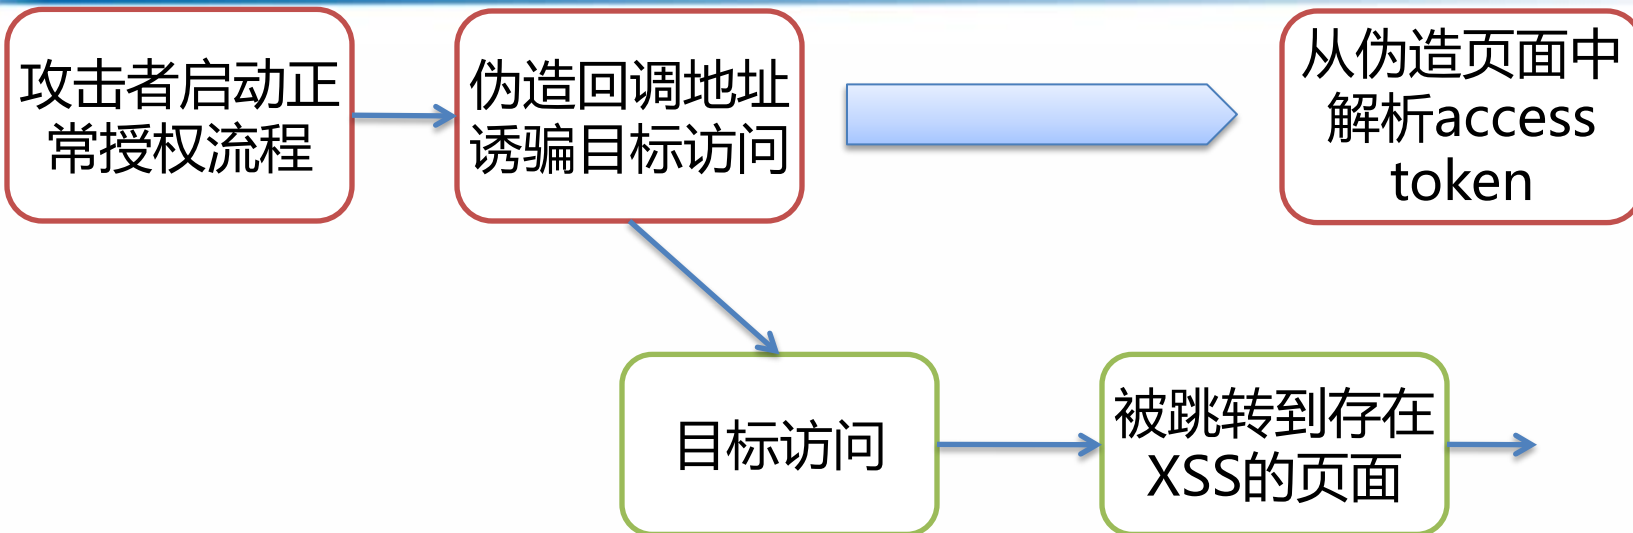 攻击者启动正
常授权流程
伪造回调地址
诱骗目标访问
从伪造页面中
解析access
token
目标访问
被跳转到存在
XSS的页面